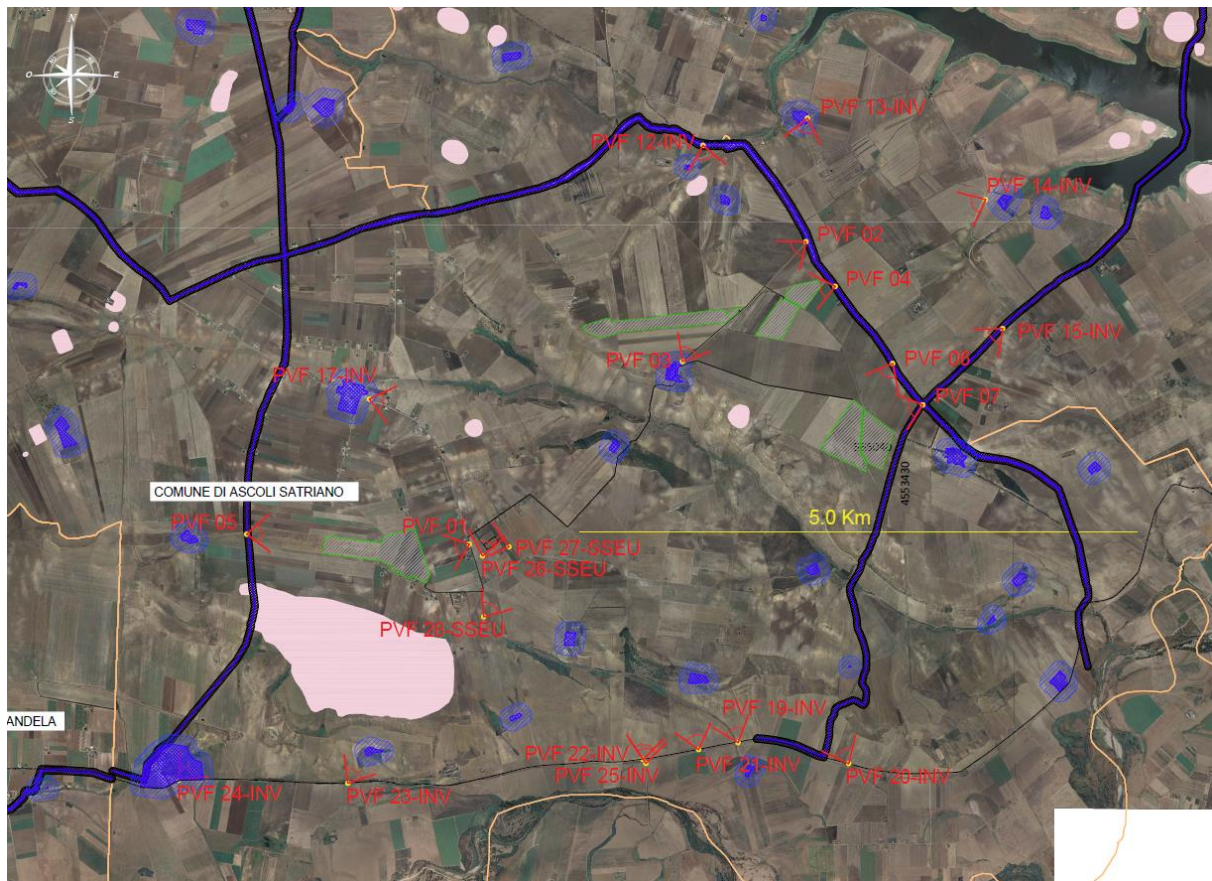 N
O
E
S
PVF 13-INV
PVF 12-INV
PVF 14-INV
PVF 02
PVF 04
PVF 15-INV
PVF 03
PVF 06
PVF 17-INV
PVF 07
4553430
COMUNE DI ASCOLI SATRIANO
5.0 Km
PVF 05
PVF 01
PVF 27-SSEU
PVF 26-SSEU
PVF 28-SSEU
ANDELA
PVF 19-INV
PVF 22-INV
PVF 21-INV
PVF 25-INV
PVF 20-INV
PVF 24-INV
PVF 23-INV